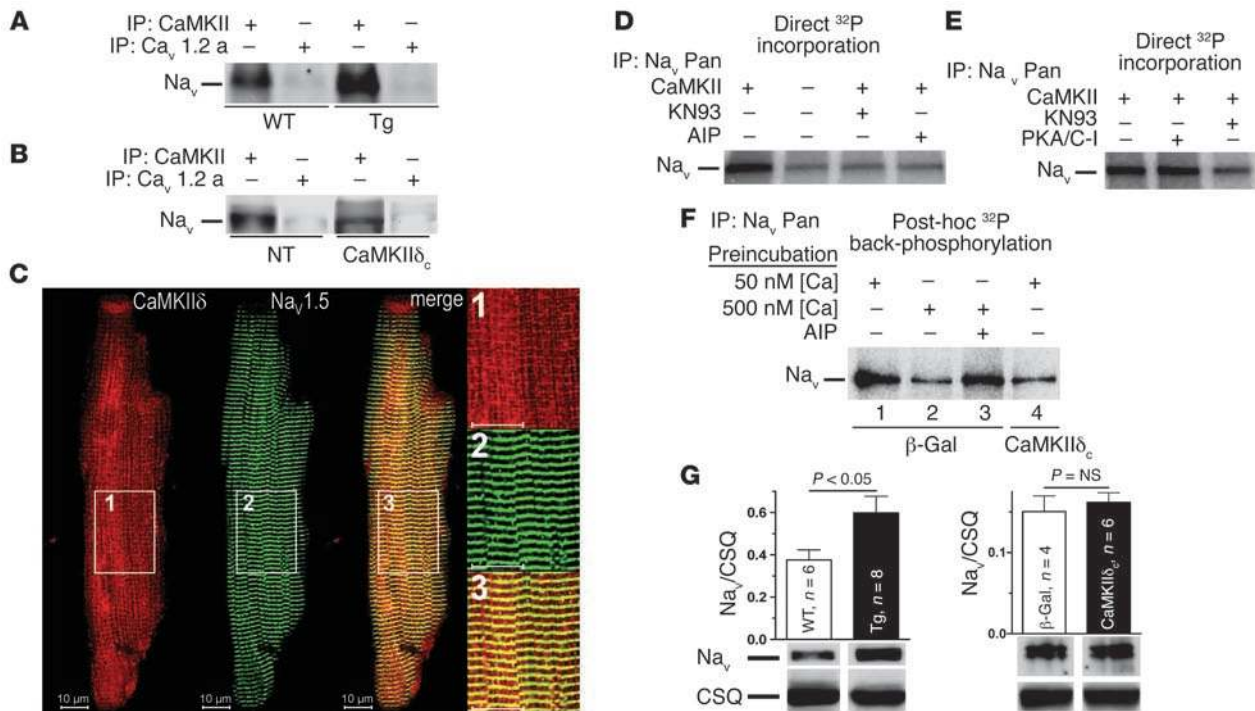 A
IP: CaMKII + – + –
IP: Cav 1.2 a – + – +
Nav
WT Tg
B
IP: CaMKII + – + –
IP: Cav 1.2 a – + – +
Nav
NT CaMKIIδc
C
CaMKIIδ NaV1.5 merge
1 2 3
1
2
3
10 µm 10 µm 10 µm
D
Direct 32P
incorporation
IP: Nav Pan
CaMKII + – + +
KN93 – – + –
AIP – – – +
Nav
E
Direct 32P
incorporation
IP: Na v Pan
CaMKII + + +
KN93 – – +
PKA/C-I – + –
Nav
F
IP: Nav Pan
Post-hoc 32P
back-phosphorylation
Preincubation
50 nM [Ca] + – – +
500 nM [Ca] – + + –
AIP – – + –
Nav
1 2 3 4
β-Gal CaMKIIδc
G
P < 0.05
Nav/CSQ
0.6
0.4
0.2
0.0
WT, n = 6
Tg, n = 8
Nav
CSQ
P = NS
Nav/CSQ
0.1
0.0
β-Gal, n = 4
CaMKIIδc, n = 6